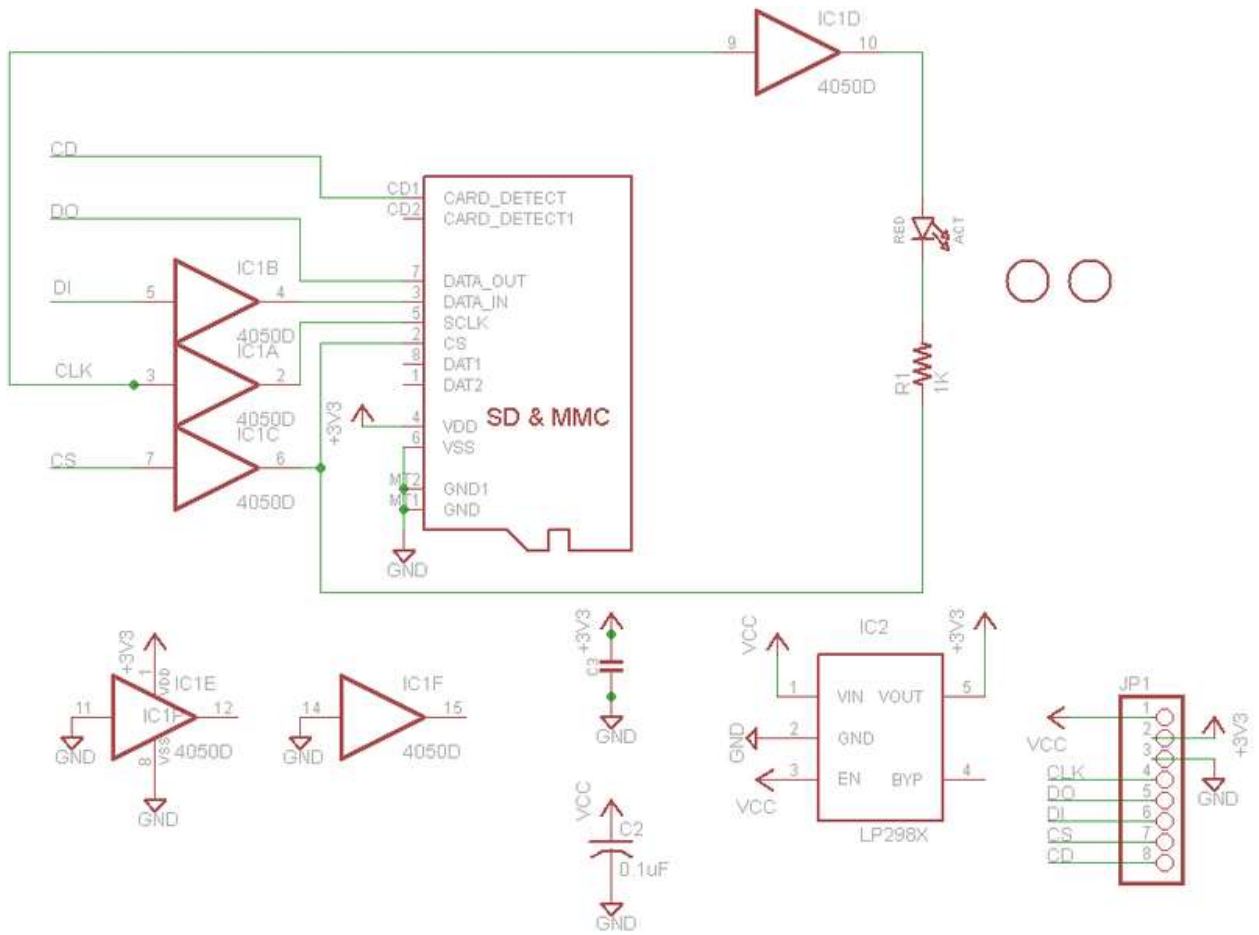 IC1D
9
10
4050D
CD
DO
CD1
CARD_DETECT
CD2
CARD_DETECT1
RED
ACT
DI
5
IC1B
4
4050D
7
DATA_OUT
3
DATA_IN
5
SCLK
2
CS
8
DAT1
1
DAT2
CLK
3
IC1A
2
4050D
R1
1K
+3V3
SD & MMC
4
VDD
6
VSS
CS
7
IC1C
6
4050D
MT2
GND1
MT1
GND
GND
+3V3
1
VDD
IC1E
11
12
IC1P
4050D
GND
8
VSS
GND
IC1F
14
15
4050D
GND
+3V3
C3
GND
VCC
C2
0.1uF
GND
IC2
VCC
+3V3
1
VIN
VOUT
5
GND
2
GND
3
EN
BYP
4
VCC
LP298X
JP1
1
VCC
2
+3V3
3
GND
CLK
4
DO
5
DI
6
CS
7
CD
8